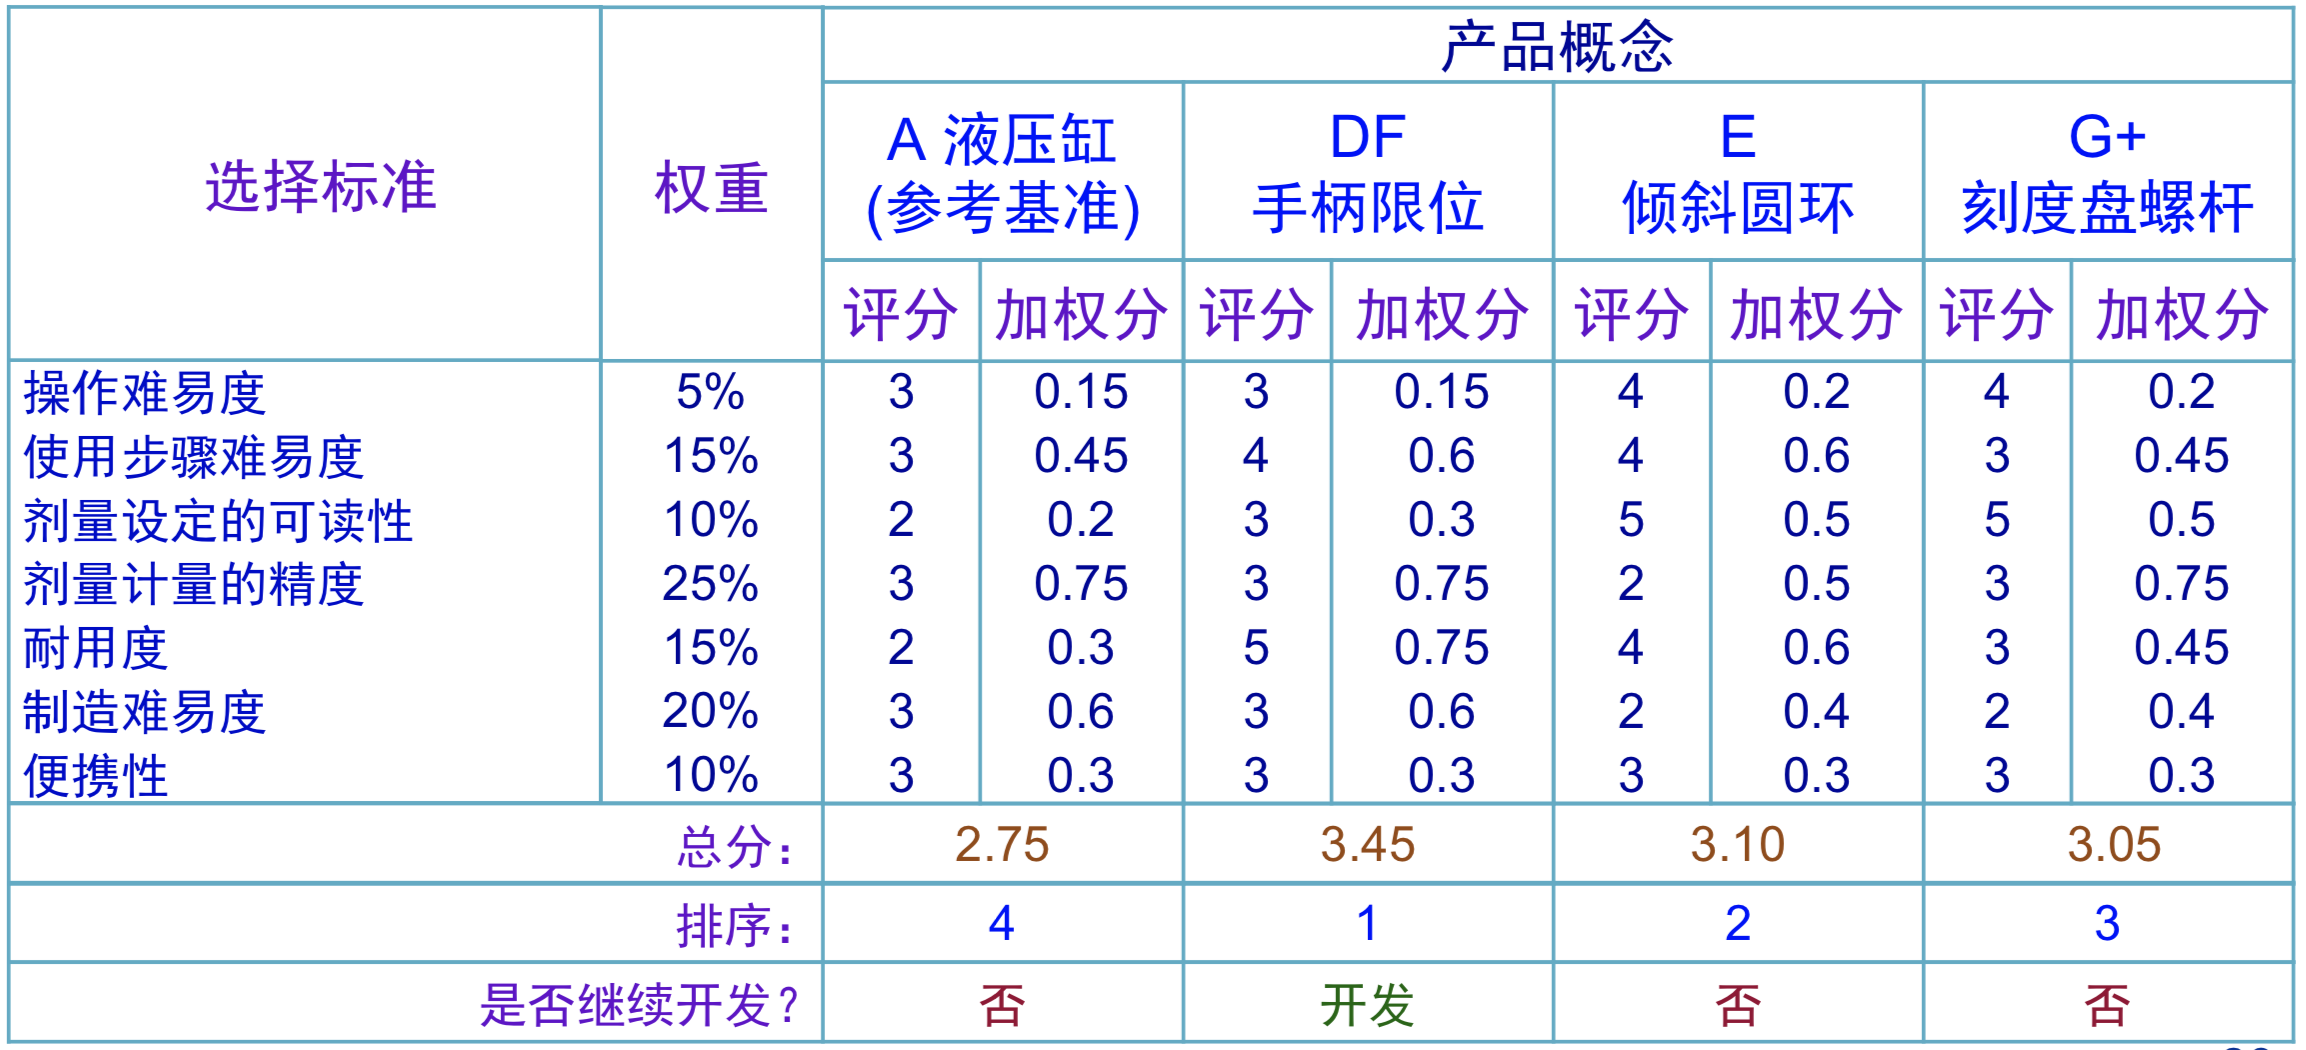 产品概念
选择标准 权重 A 液压缸 (参考基准) DF 手柄限位 E 倾斜圆环 G+ 刻度盘螺杆
评分 加权分 评分 加权分 评分 加权分 评分 加权分
操作难易度 5% 3 0.15 3 0.15 4 0.2 4 0.2
使用步骤难易度 15% 3 0.45 4 0.6 4 0.6 3 0.45
剂量设定的可读性 10% 2 0.2 3 0.3 5 0.5 5 0.5
剂量计量的精度 25% 3 0.75 3 0.75 2 0.5 3 0.75
耐用度 15% 2 0.3 5 0.75 4 0.6 3 0.45
制造难易度 20% 3 0.6 3 0.6 2 0.4 2 0.4
便携性 10% 3 0.3 3 0.3 3 0.3 3 0.3
总分： 2.75 3.45 3.10 3.05
排序： 4 1 2 3
是否继续开发？ 否 开发 否 否